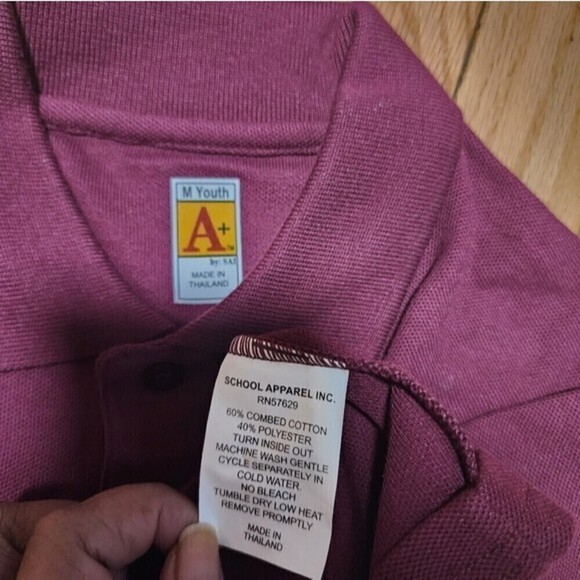 M Youth
A+™
by: SAI
MADE IN
THAILAND
SCHOOL APPAREL INC.
RN57629
60% COMBED COTTON
40% POLYESTER
TURN INSIDE OUT
MACHINE WASH GENTLE
CYCLE SEPARATELY IN
COLD WATER.
NO BLEACH
TUMBLE DRY LOW HEAT
REMOVE PROMPTLY
MADE IN
THAILAND